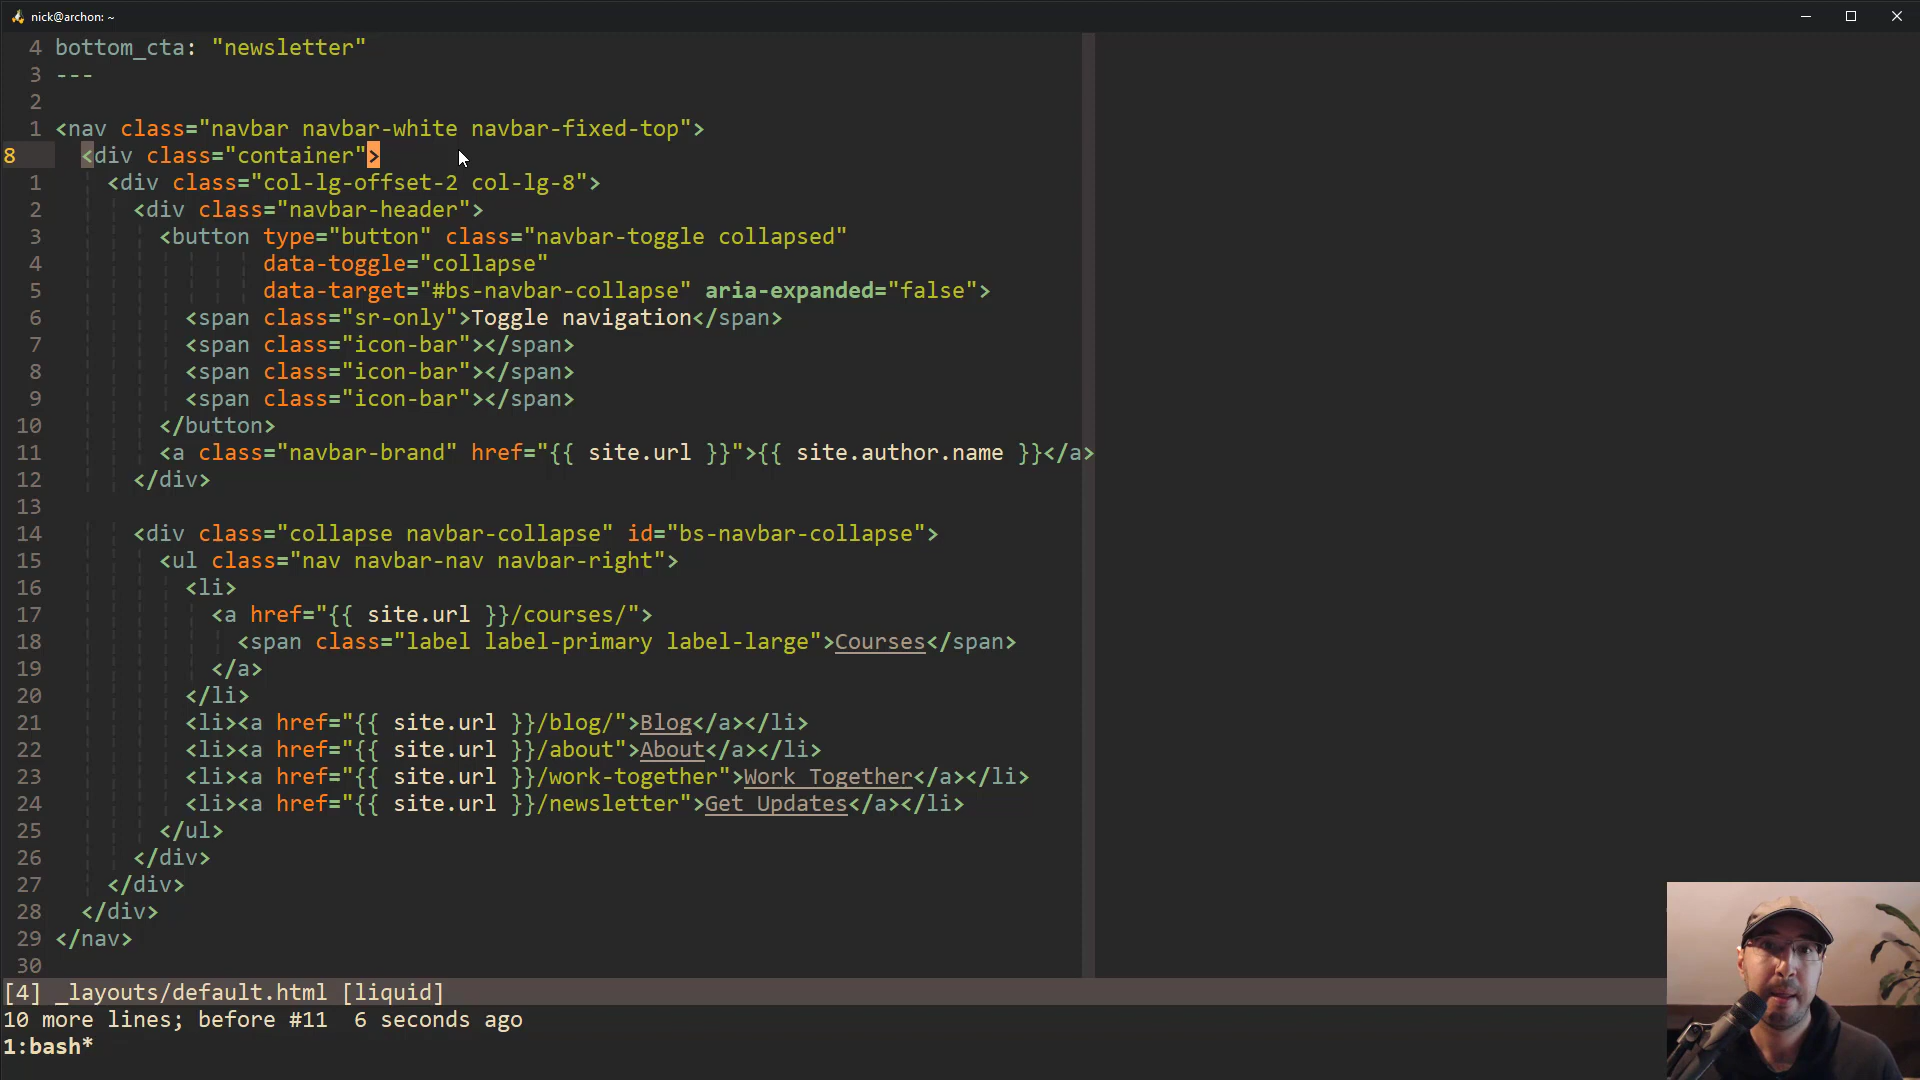 nick@archon: ~
4 bottom_cta: "newsletter"
3 ---
2
1 <nav class="navbar navbar-white navbar-fixed-top">
8 <div class="container">
1 <div class="col-lg-offset-2 col-lg-8">
2 <div class="navbar-header">
3 <button type="button" class="navbar-toggle collapsed"
4 data-toggle="collapse"
5 data-target="#bs-navbar-collapse" aria-expanded="false">
6 <span class="sr-only">Toggle navigation</span>
7 <span class="icon-bar"></span>
8 <span class="icon-bar"></span>
9 <span class="icon-bar"></span>
10 </button>
11 <a class="navbar-brand" href="{{ site.url }}">{{ site.author.name }}</a>
12 </div>
13
14 <div class="collapse navbar-collapse" id="bs-navbar-collapse">
15 <ul class="nav navbar-nav navbar-right">
16 <li>
17 <a href="{{ site.url }}/courses/">
18 <span class="label label-primary label-large">Courses</span>
19 </a>
20 </li>
21 <li><a href="{{ site.url }}/blog/">Blog</a></li>
22 <li><a href="{{ site.url }}/about">About</a></li>
23 <li><a href="{{ site.url }}/work-together">Work Together</a></li>
24 <li><a href="{{ site.url }}/newsletter">Get Updates</a></li>
25 </ul>
26 </div>
27 </div>
28 </div>
29 </nav>
30
[4] _layouts/default.html [liquid]
10 more lines; before #11  6 seconds ago
1:bash*